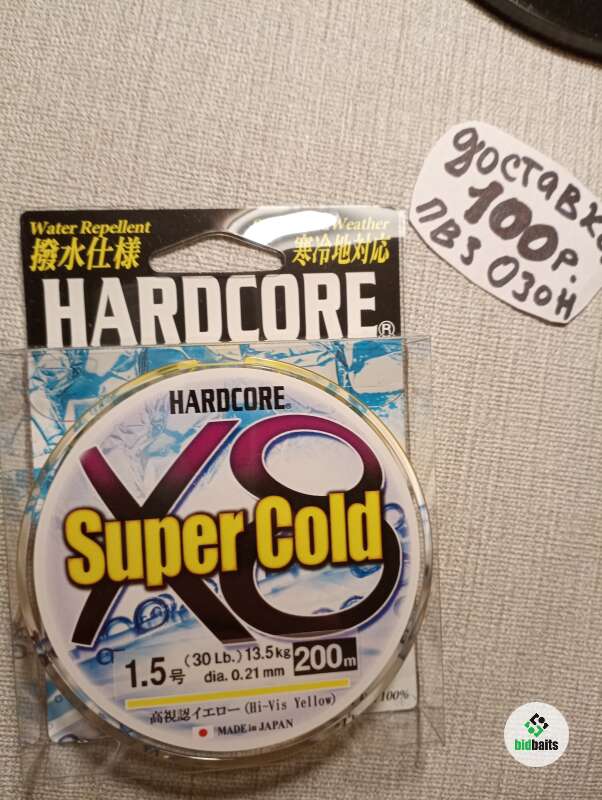 Water Repellent
撥水仕様
Weather
寒冷地対応
HARDCORE®
доставка
100р.
ПВЗ ОЗОН
HARDCORE®
X8
Super Cold
1.5号
(30 Lb.) 13.5kg
dia. 0.21 mm
200m
高視認イエロー(Hi-Vis Yellow)
MADE in JAPAN
100%
bidbaits